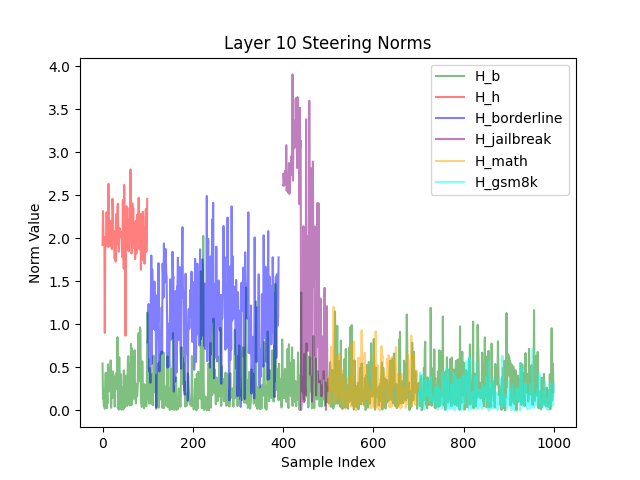 Layer 10 Steering Norms
4.0
3.5
3.0
2.5
2.0
1.5
1.0
0.5
0.0
Norm Value
0
200
400
600
800
1000
Sample Index
H_b
H_h
H_borderline
H_jailbreak
H_math
H_gsm8k